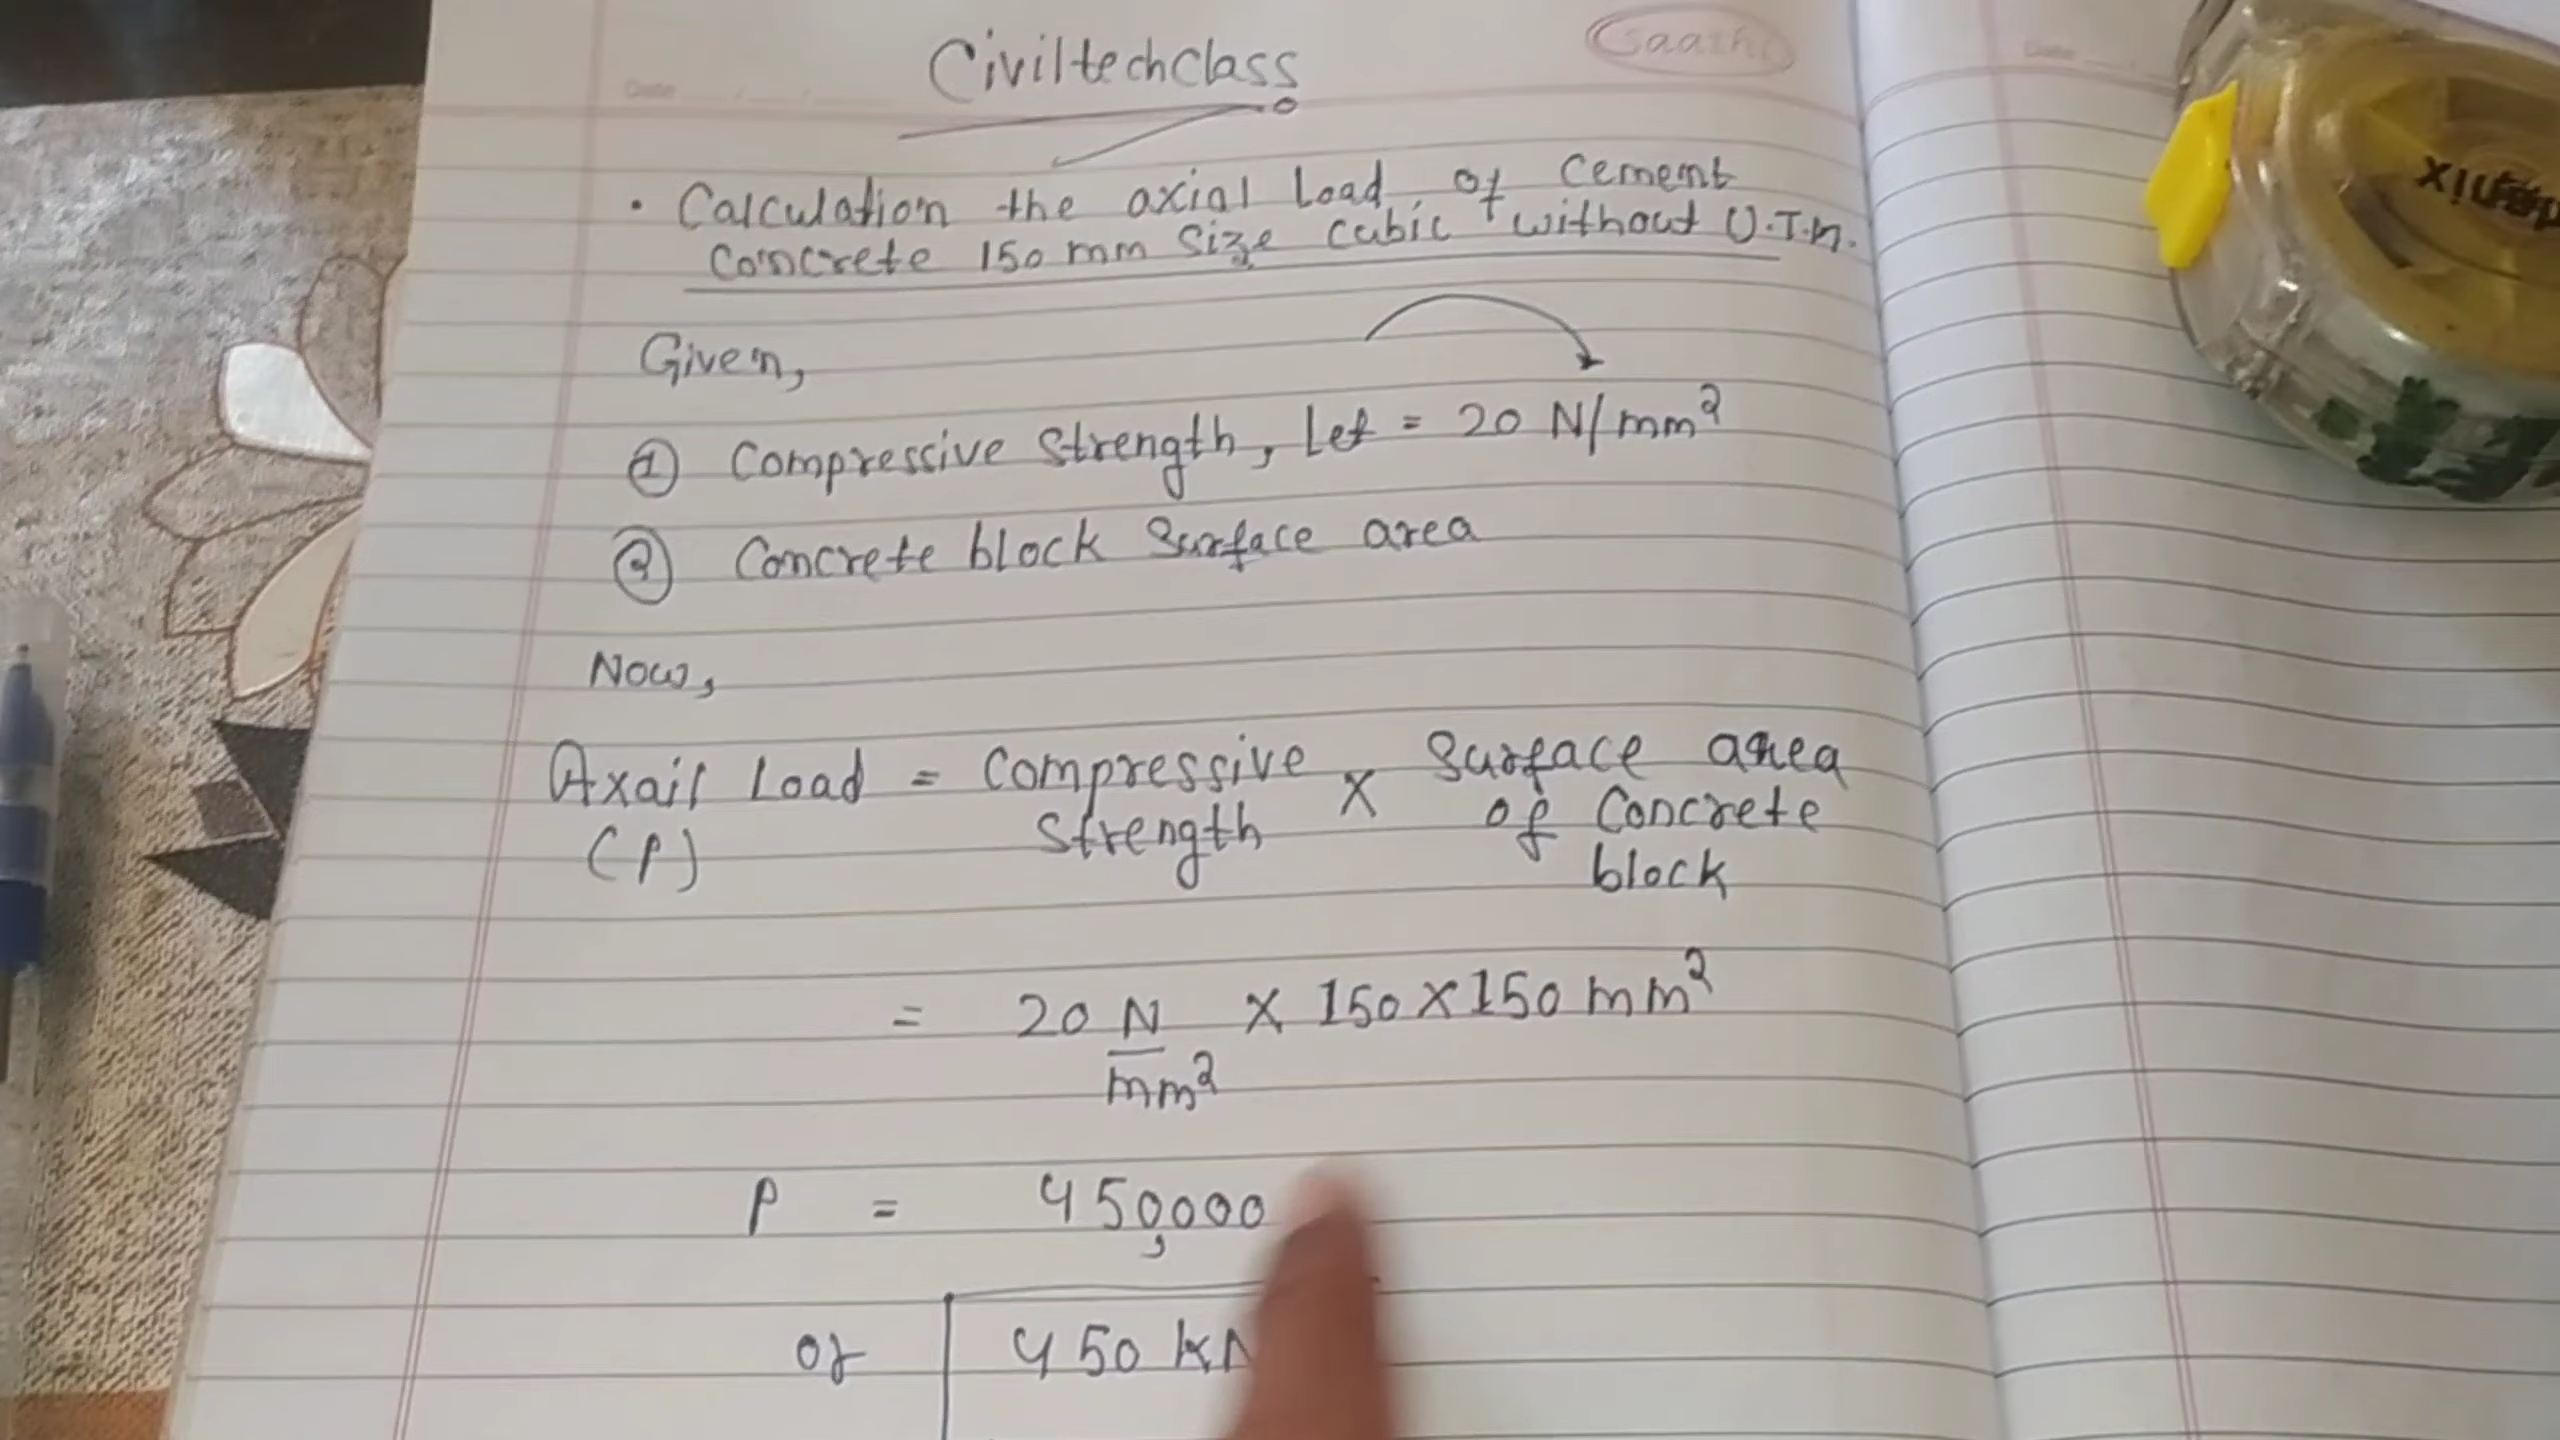 Civiltechclass
saathi
Date
Date
• Calculation the axial Load of Cement
Concrete 150 mm Size cubic without U.T.M.
Given,
① Compressive Strength, Let = 20 N/mm²
② Concrete block Surface area
Now,
Axail Load = Compressive Strength × Surface area
(P) of Concrete
block
= 20 N/mm² × 150 × 150 mm²
P = 450,000
or 450 kN